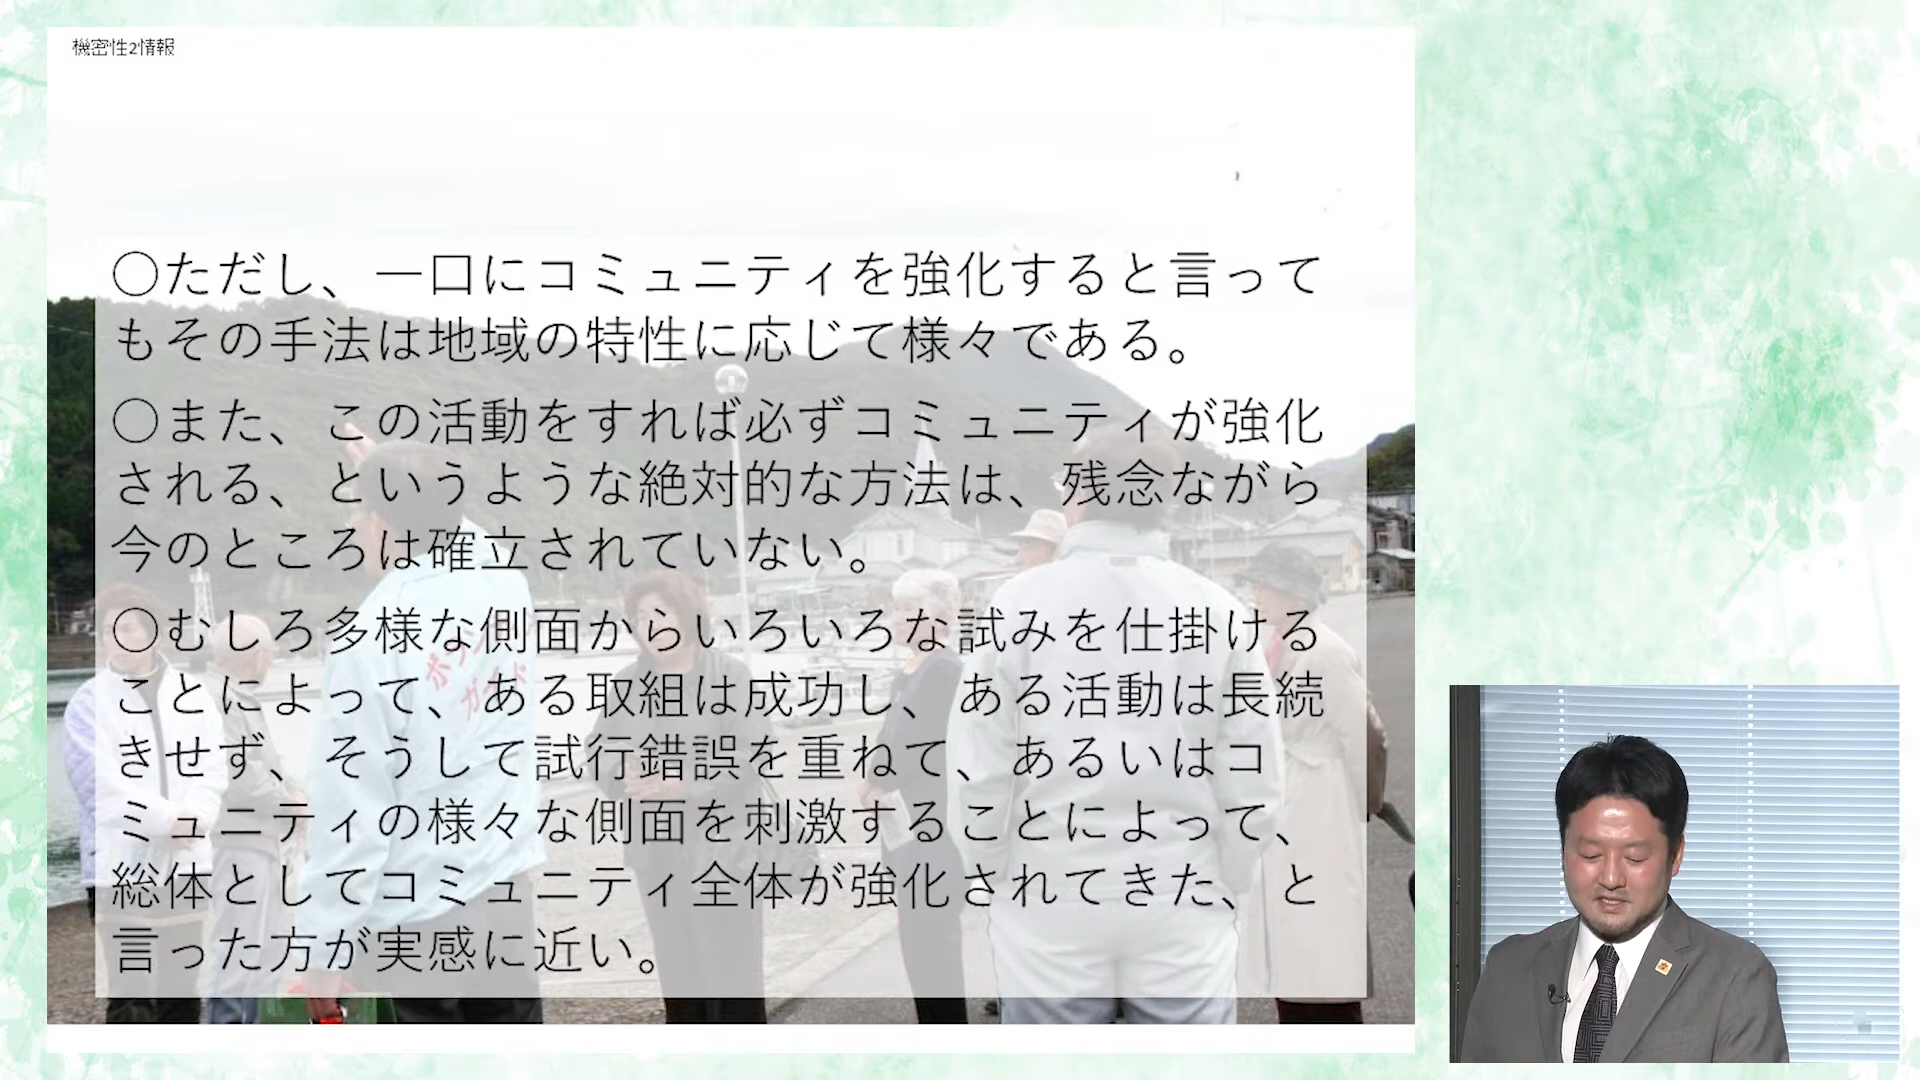 機密性2情報
○ただし、一口にコミュニティを強化すると言って
もその手法は地域の特性に応じて様々である。
○また、この活動をすれば必ずコミュニティが強化
される、というような絶対的な方法は、残念ながら
今のところは確立されていない。
○むしろ多様な側面からいろいろな試みを仕掛ける
ことによって、ある取組は成功し、ある活動は長続
きせず、そうして試行錯誤を重ねて、あるいはコ
ミュニティの様々な側面を刺激することによって、
総体としてコミュニティ全体が強化されてきた、と
言った方が実感に近い。